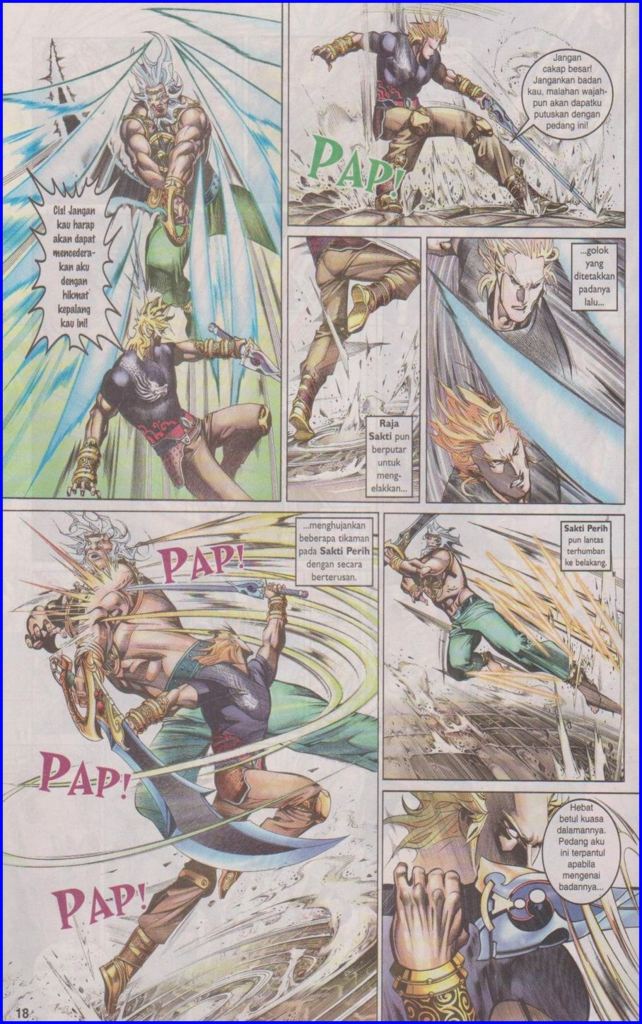 Cis! Jangan
kau harap
akan dapat
mencedera-
kan aku
dengan
hikmat
kepalang
kau ini!
PAP!
Jangan
cakap besar!
Jangankan badan
kau, malahan wajah-
pun akan dapatku
putuskan dengan
pedang ini!
Raja
Sakti pun
berputar
untuk
meng-
elakkan...
...golok
yang
ditetakkan
padanya
lalu...
...menghujankan
beberapa tikaman
pada Sakti Perih
dengan secara
berterusan.
PAP!
PAP!
PAP!
Sakti Perih
pun lantas
terhumban
ke belakang.
Hebat
betul kuasa
dalamannya.
Pedang aku
ini terpantul
apabila
mengenai
badannya...
18